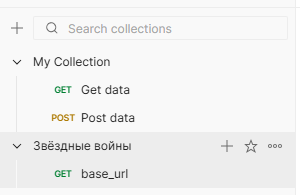 Search collections
My Collection
GET Get data
POST Post data
Звёздные войны
GET base_url